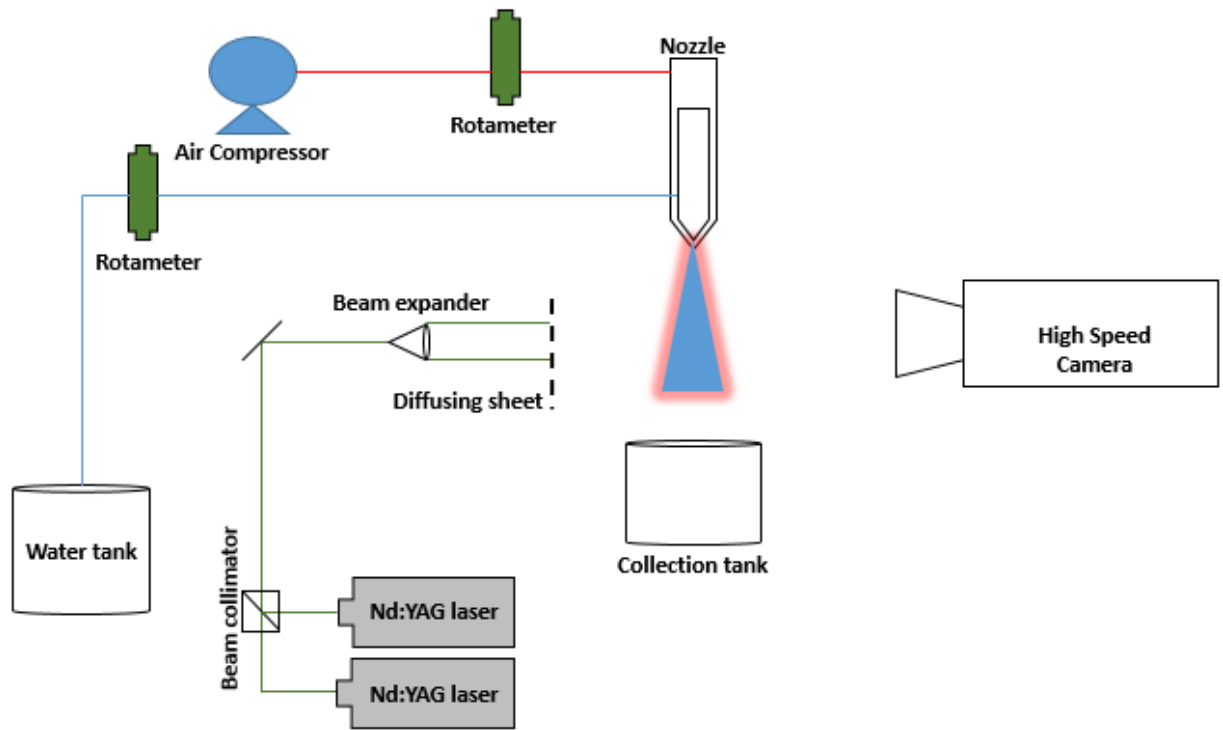 Nozzle
Rotameter
Air Compressor
Rotameter
Beam expander
High Speed
Camera
Diffusing sheet
Water tank
Beam collimator
Collection tank
Nd:YAG laser
Nd:YAG laser